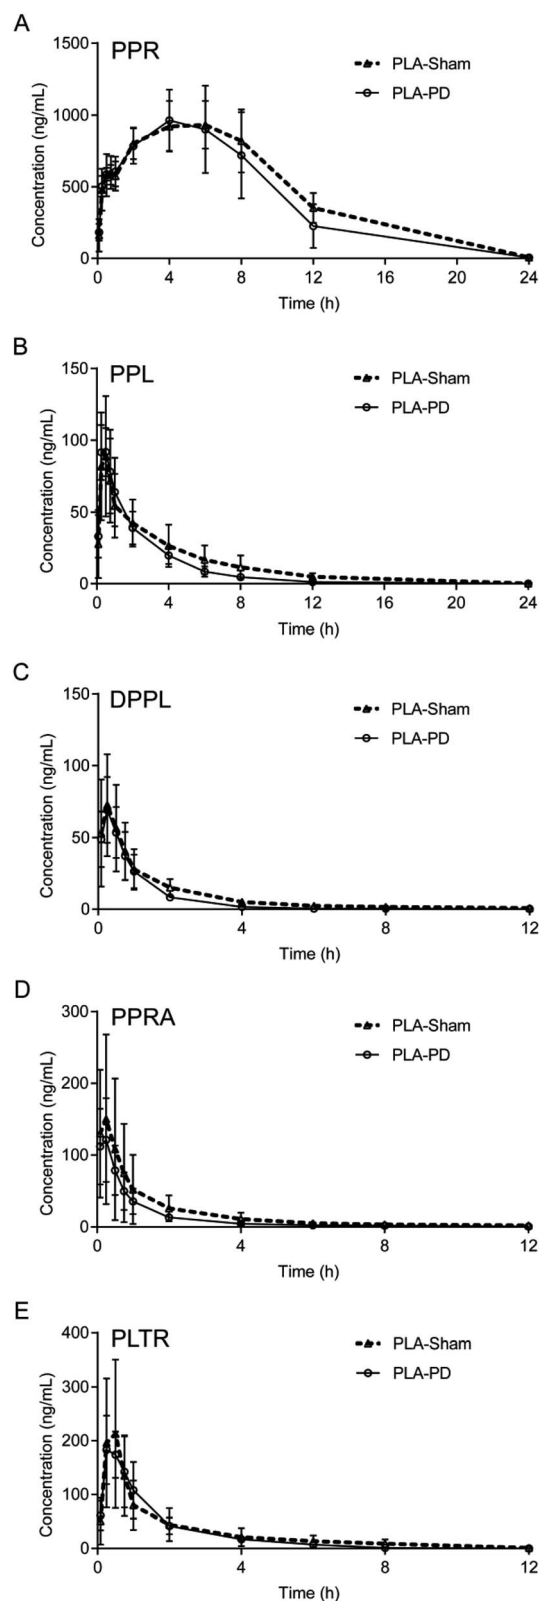 A
PPR
1500
1000
500
0
Concentration (ng/mL)
PLA-Sham
PLA-PD
0 4 8 12 16 20 24
Time (h)
B
PPL
150
100
50
0
Concentration (ng/mL)
PLA-Sham
PLA-PD
0 4 8 12 16 20 24
Time (h)
C
DPPL
150
100
50
0
Concentration (ng/mL)
PLA-Sham
PLA-PD
0 4 8 12
Time (h)
D
PPRA
300
200
100
0
Concentration (ng/mL)
PLA-Sham
PLA-PD
0 4 8 12
Time (h)
E
PLTR
400
300
200
100
0
Concentration (ng/mL)
PLA-Sham
PLA-PD
0 4 8 12
Time (h)